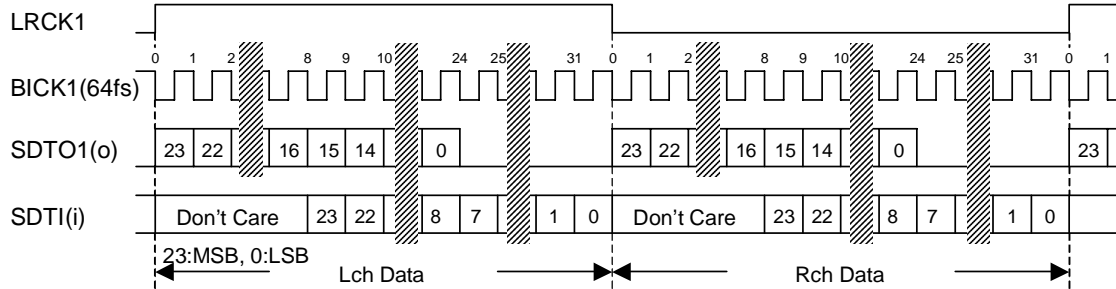 LRCK1
0 1 2 8 9 10 24 25 31 0 1 2 8 9 10 24 25 31 0 1
BICK1(64fs)
SDTO1(o) 23 22 16 15 14 0 23 22 16 15 14 0 23
SDTI(i) Don't Care 23 22 8 7 1 0 Don't Care 23 22 8 7 1 0
23:MSB, 0:LSB
Lch Data Rch Data